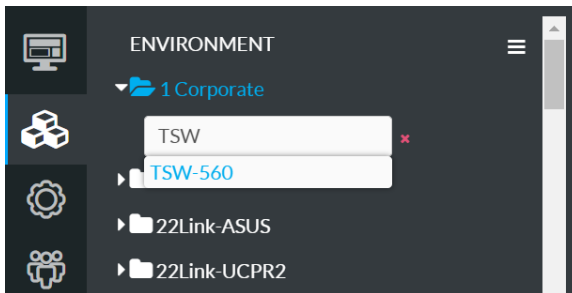 ENVIRONMENT
1 Corporate
TSW
TSW-560
22Link-ASUS
22Link-UCPR2